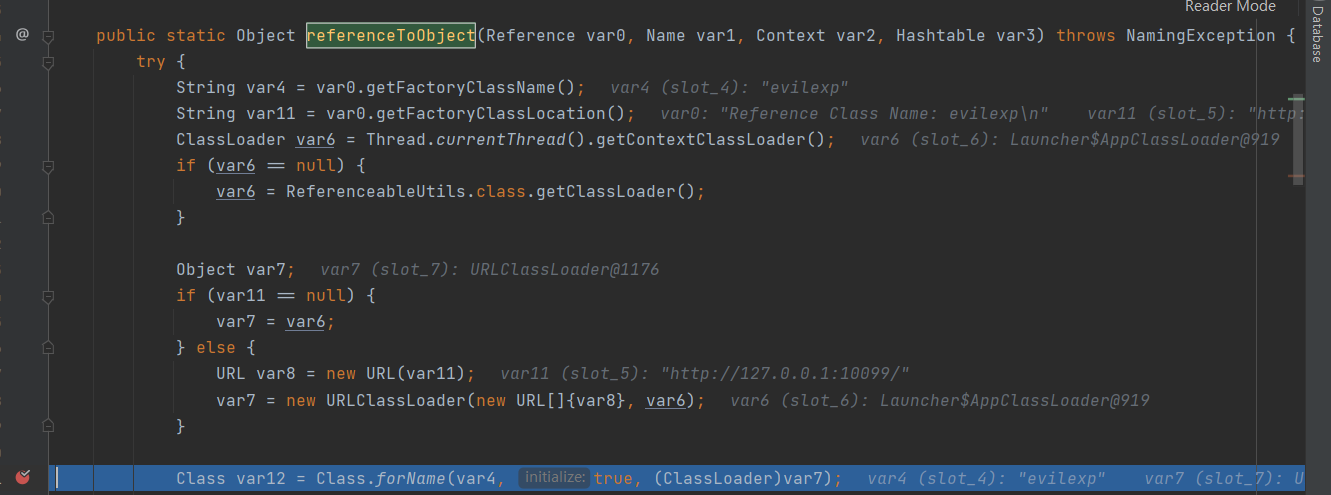 Reader Mode
Database
public static Object referenceToObject(Reference var0, Name var1, Context var2, Hashtable var3) throws NamingException {
try {
String var4 = var0.getFactoryClassName(); var4 (slot_4): "evilexp"
String var11 = var0.getFactoryClassLocation(); var0: "Reference Class Name: evilexp\n" var11 (slot_5): "http:
ClassLoader var6 = Thread.currentThread().getContextClassLoader(); var6 (slot_6): Launcher$AppClassLoader@919
if (var6 == null) {
var6 = ReferenceableUtils.class.getClassLoader();
}
Object var7; var7 (slot_7): URLClassLoader@1176
if (var11 == null) {
var7 = var6;
} else {
URL var8 = new URL(var11); var11 (slot_5): "http://127.0.0.1:10099/"
var7 = new URLClassLoader(new URL[]{var8}, var6); var6 (slot_6): Launcher$AppClassLoader@919
}
Class var12 = Class.forName(var4, initialize: true, (ClassLoader)var7); var4 (slot_4): "evilexp" var7 (slot_7): U